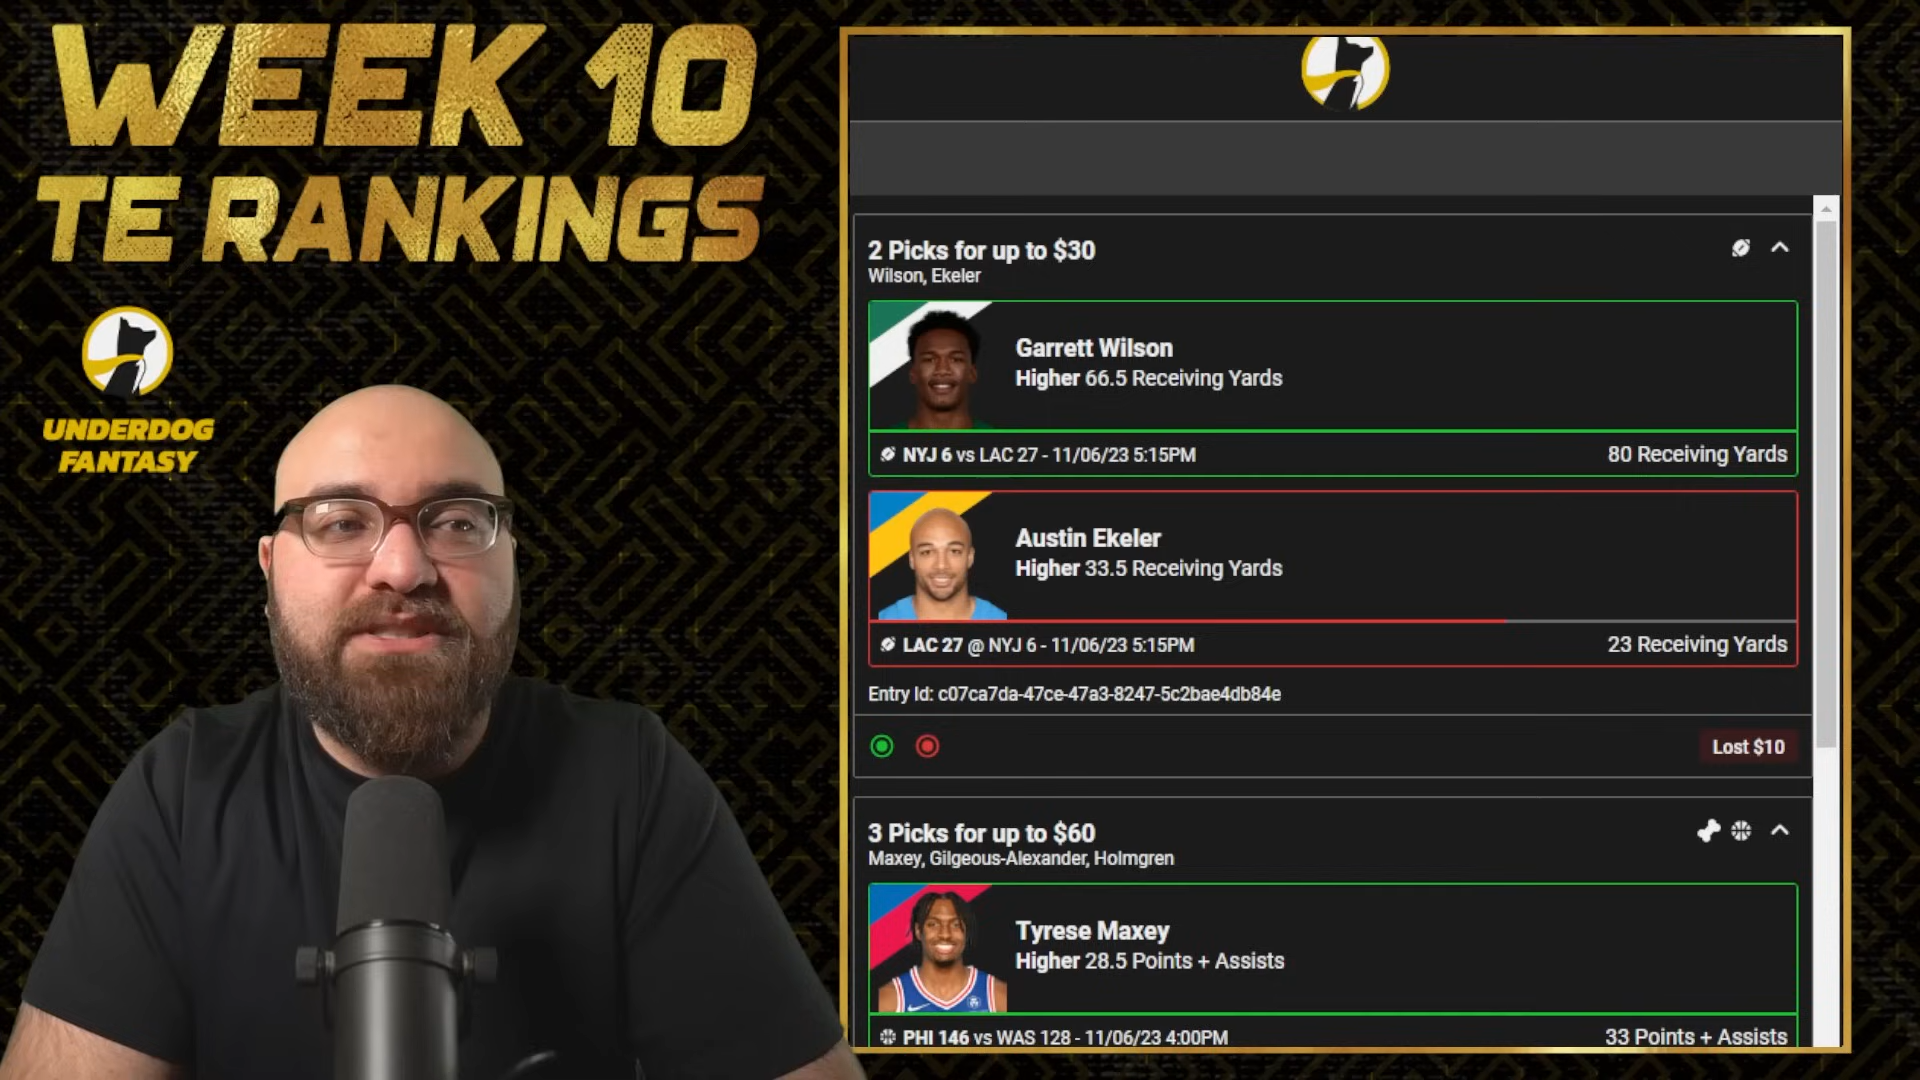 WEEK 10
TE RANKINGS
UNDERDOG
FANTASY
2 Picks for up to $30
Wilson, Ekeler
Garrett Wilson
Higher 66.5 Receiving Yards
NYJ 6 vs LAC 27 - 11/06/23 5:15PM
80 Receiving Yards
Austin Ekeler
Higher 33.5 Receiving Yards
LAC 27 @ NYJ 6 - 11/06/23 5:15PM
23 Receiving Yards
Entry Id: c07ca7da-47ce-47a3-8247-5c2bae4db84e
Lost $10
3 Picks for up to $60
Maxey, Gilgeous-Alexander, Holmgren
Tyrese Maxey
Higher 28.5 Points + Assists
PHI 146 vs WAS 128 - 11/06/23 4:00PM
33 Points + Assists